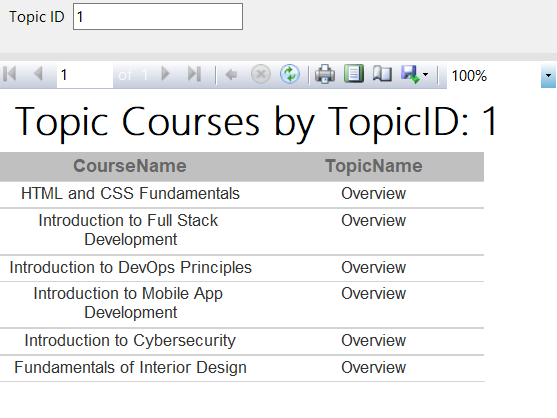 Topic ID 1
1 of 1 100%
Topic Courses by TopicID: 1
CourseName TopicName
HTML and CSS Fundamentals Overview
Introduction to Full Stack Overview
Development
Introduction to DevOps Principles Overview
Introduction to Mobile App Overview
Development
Introduction to Cybersecurity Overview
Fundamentals of Interior Design Overview